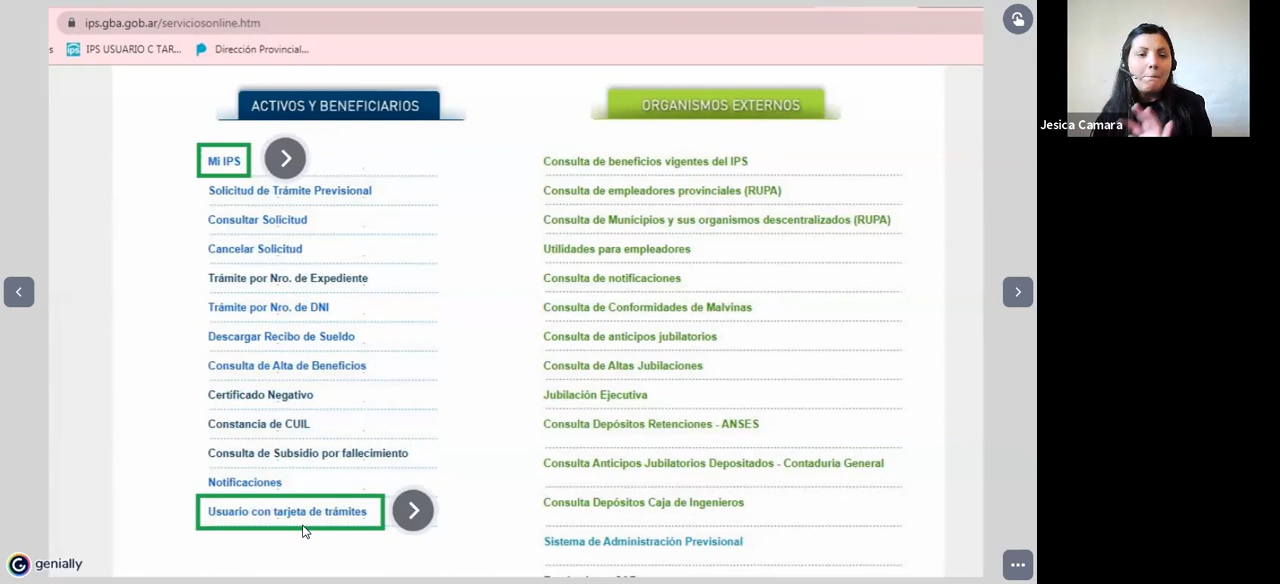 ips.gba.gob.ar/serviciosonline.htm
s
ips
IPS USUARIO C TAR...
Dirección Provincial...
ACTIVOS Y BENEFICIARIOS
Mi IPS
Solicitud de Trámite Previsional
Consultar Solicitud
Cancelar Solicitud
Trámite por Nro. de Expediente
Trámite por Nro. de DNI
Descargar Recibo de Sueldo
Consulta de Alta de Beneficios
Certificado Negativo
Constancia de CUIL
Consulta de Subsidio por fallecimiento
Notificaciones
Usuario con tarjeta de trámites
ORGANISMOS EXTERNOS
Consulta de beneficios vigentes del IPS
Consulta de empleadores provinciales (RUPA)
Consulta de Municipios y sus organismos descentralizados (RUPA)
Utilidades para empleadores
Consulta de notificaciones
Consulta de Conformidades de Malvinas
Consulta de anticipos jubilatorios
Consulta de Altas Jubilaciones
Jubilación Ejecutiva
Consulta Depósitos Retenciones - ANSES
Consulta Anticipos Jubilatorios Depositados - Contaduría General
Consulta Depósitos Caja de Ingenieros
Sistema de Administración Previsional
Jesica Camara
genially